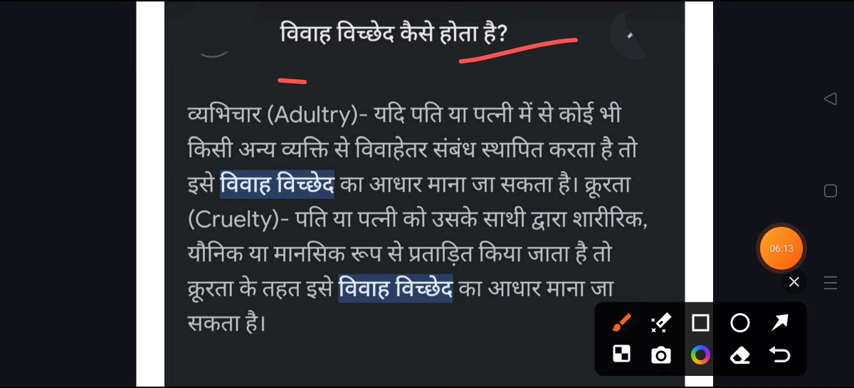 विवाह विच्छेद कैसे होता है?
व्यभिचार (Adultry)- यदि पति या पत्नी में से कोई भी
किसी अन्य व्यक्ति से विवाहेतर संबंध स्थापित करता है तो
इसे विवाह विच्छेद का आधार माना जा सकता है। क्रूरता
(Cruelty)- पति या पत्नी को उसके साथी द्वारा शारीरिक,
यौनिक या मानसिक रूप से प्रताड़ित किया जाता है तो
क्रूरता के तहत इसे विवाह विच्छेद का आधार माना जा
सकता है।
06:13